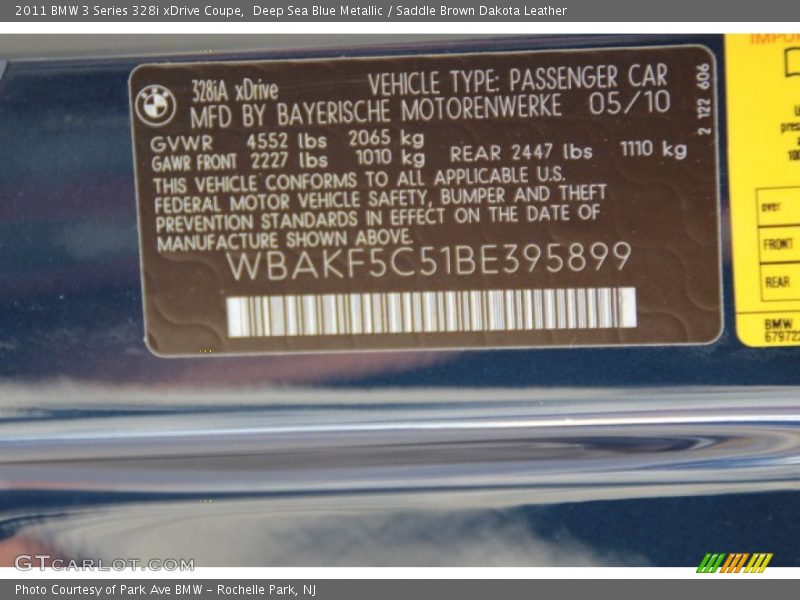 2011 BMW 3 Series 328i xDrive Coupe,  Deep Sea Blue Metallic / Saddle Brown Dakota Leather
328iA xDrive
VEHICLE TYPE: PASSENGER CAR
MFD BY BAYERISCHE MOTORENWERKE 05/10
2 122 606
GVWR 4552 lbs 2065 kg
GAWR FRONT 2227 lbs 1010 kg REAR 2447 lbs 1110 kg
THIS VEHICLE CONFORMS TO ALL APPLICABLE U.S.
FEDERAL MOTOR VEHICLE SAFETY, BUMPER AND THEFT
PREVENTION STANDARDS IN EFFECT ON THE DATE OF
MANUFACTURE SHOWN ABOVE.
WBAKF5C51BE395899
over
FRONT
REAR
BMW
GTCARLOT.COM
Photo Courtesy of Park Ave BMW - Rochelle Park, NJ